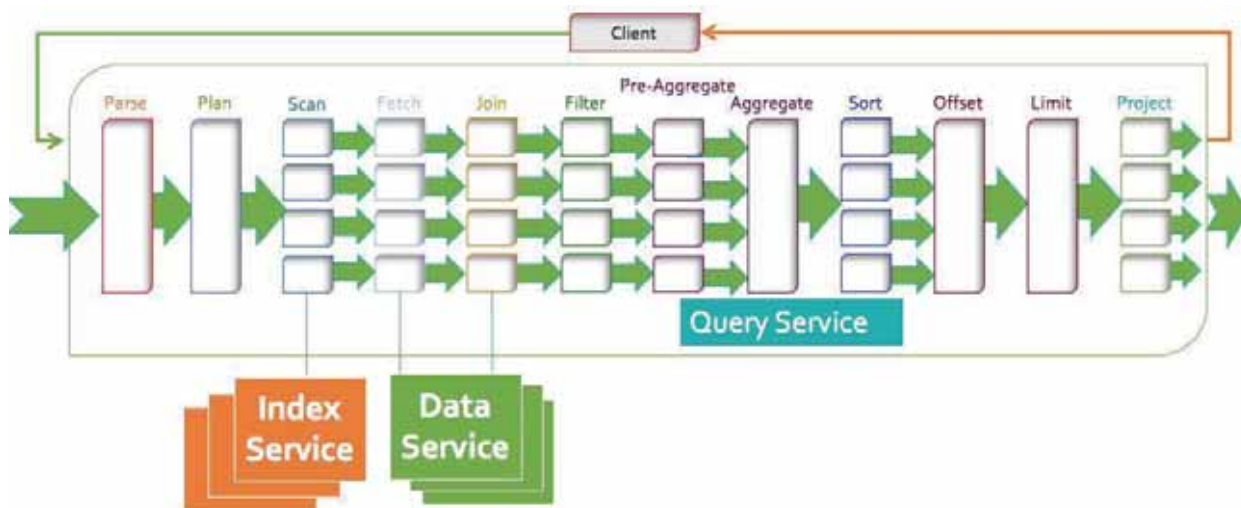 Client
Parse
Plan
Scan
Fetch
Join
Filter
Pre-Aggregate
Aggregate
Sort
Offset
Limit
Project
Query Service
Index
Service
Data
Service